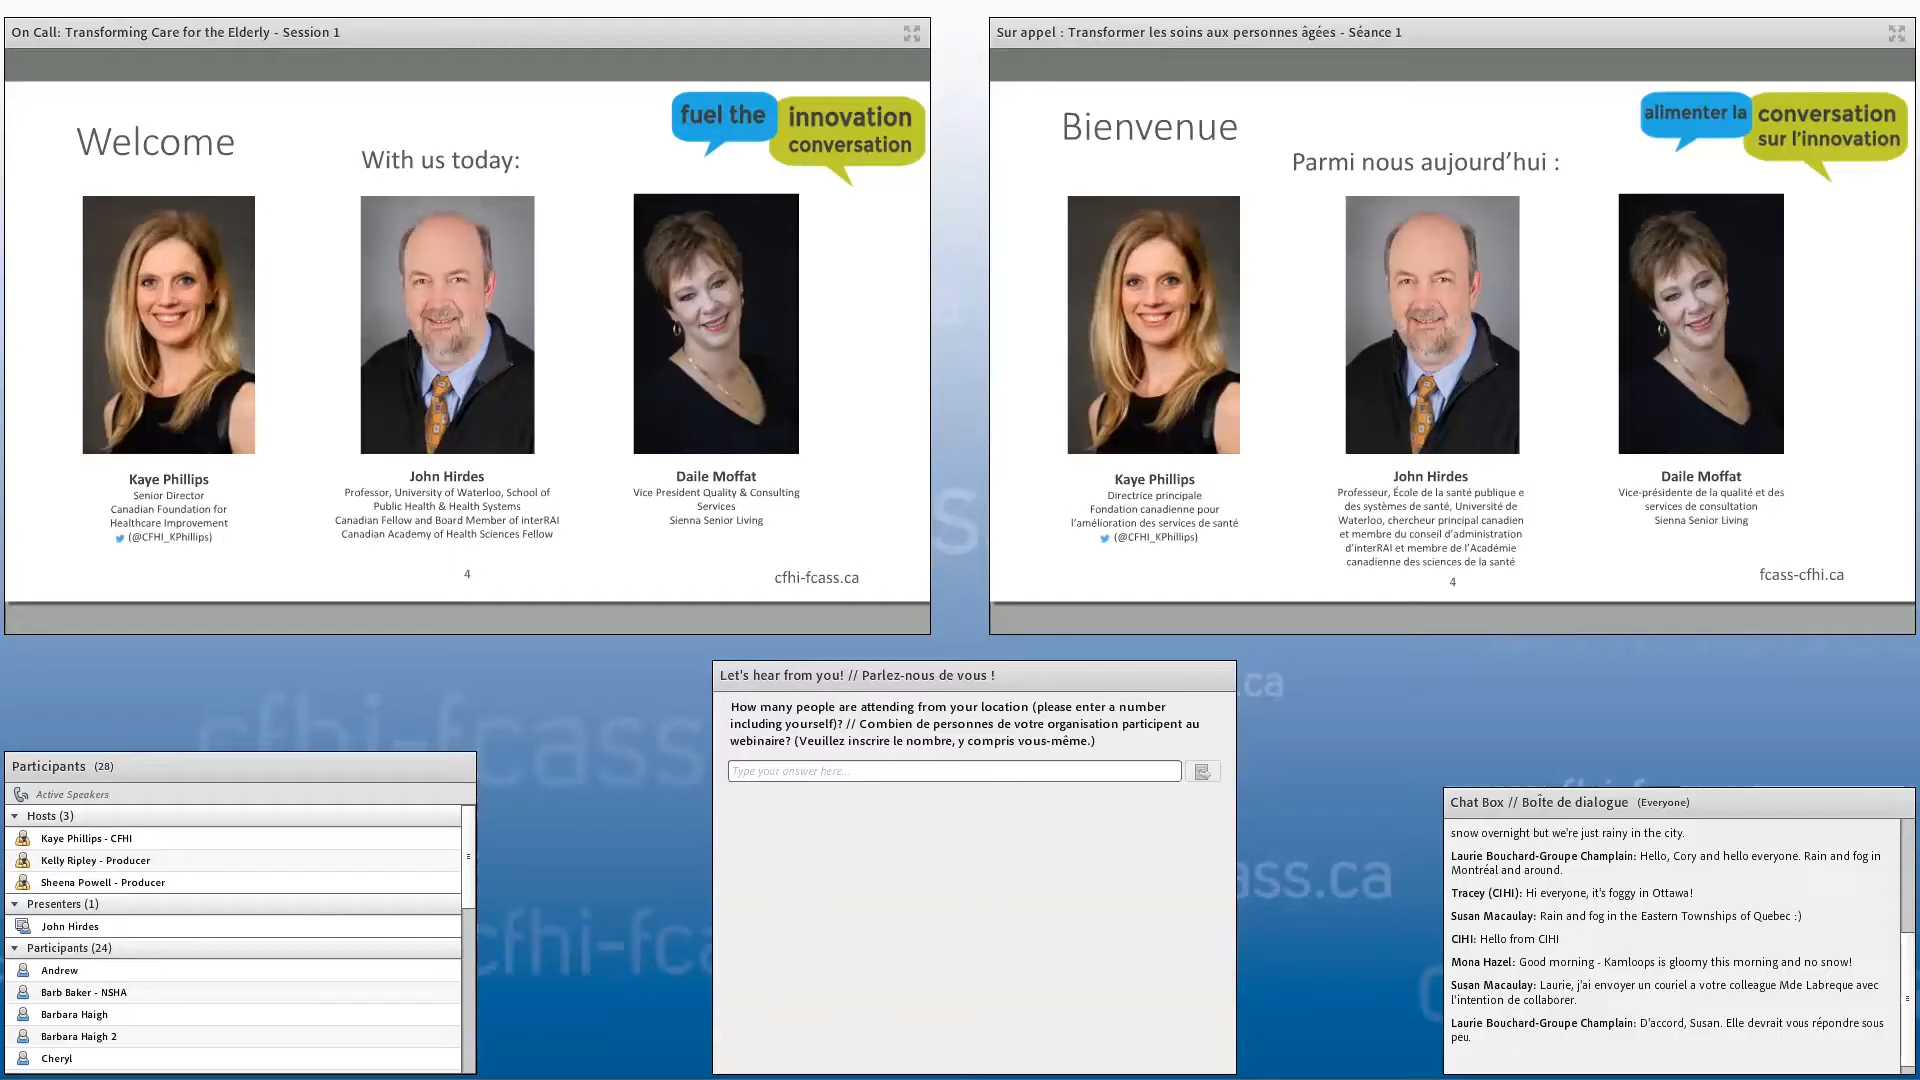 On Call: Transforming Care for the Elderly - Session 1
Welcome
fuel the
innovation
conversation
With us today:
Kaye Phillips
Senior Director
Canadian Foundation for
Healthcare Improvement
(@CFHI_KPhillips)
John Hirdes
Professor, University of Waterloo, School of
Public Health & Health Systems
Canadian Fellow and Board Member of interRAI
Canadian Academy of Health Sciences Fellow
Daile Moffat
Vice President Quality & Consulting
Services
Sienna Senior Living
4
cfhi-fcass.ca
Sur appel : Transformer les soins aux personnes âgées - Séance 1
Bienvenue
alimenter la
conversation
sur l'innovation
Parmi nous aujourd'hui :
Kaye Phillips
Directrice principale
Fondation canadienne pour
l'amélioration des services de santé
(@CFHI_KPhillips)
John Hirdes
Professeur, École de la santé publique e
des systèmes de santé, Université de
Waterloo, chercheur principal canadien
et membre du conseil d'administration
d'interRAI et membre de l'Académie
canadienne des sciences de la santé
Daile Moffat
Vice-présidente de la qualité et des
services de consultation
Sienna Senior Living
4
fcass-cfhi.ca
cfhi-fcass
.ca
cfhi-fca
ass.ca
Participants (28)
Active Speakers
Hosts (3)
Kaye Phillips - CFHI
Kelly Ripley - Producer
Sheena Powell - Producer
Presenters (1)
John Hirdes
Participants (24)
Andrew
Barb Baker - NSHA
Barbara Haigh
Barbara Haigh 2
Cheryl
Let's hear from you! // Parlez-nous de vous !
How many people are attending from your location (please enter a number
including yourself)? // Combien de personnes de votre organisation participent au
webinaire? (Veuillez inscrire le nombre, y compris vous-même.)
Type your answer here...
Chat Box // Boîte de dialogue (Everyone)
snow overnight but we're just rainy in the city.
Laurie Bouchard-Groupe Champlain: Hello, Cory and hello everyone. Rain and fog in
Montréal and around.
Tracey (CIHI): Hi everyone, it's foggy in Ottawa!
Susan Macaulay: Rain and fog in the Eastern Townships of Quebec :)
CIHI: Hello from CIHI
Mona Hazel: Good morning - Kamloops is gloomy this morning and no snow!
Susan Macaulay: Laurie, j'ai envoyer un couriel a votre colleague Mde Labreque avec
l'intention de collaborer.
Laurie Bouchard-Groupe Champlain: D'accord, Susan. Elle devrait vous répondre sous
peu.